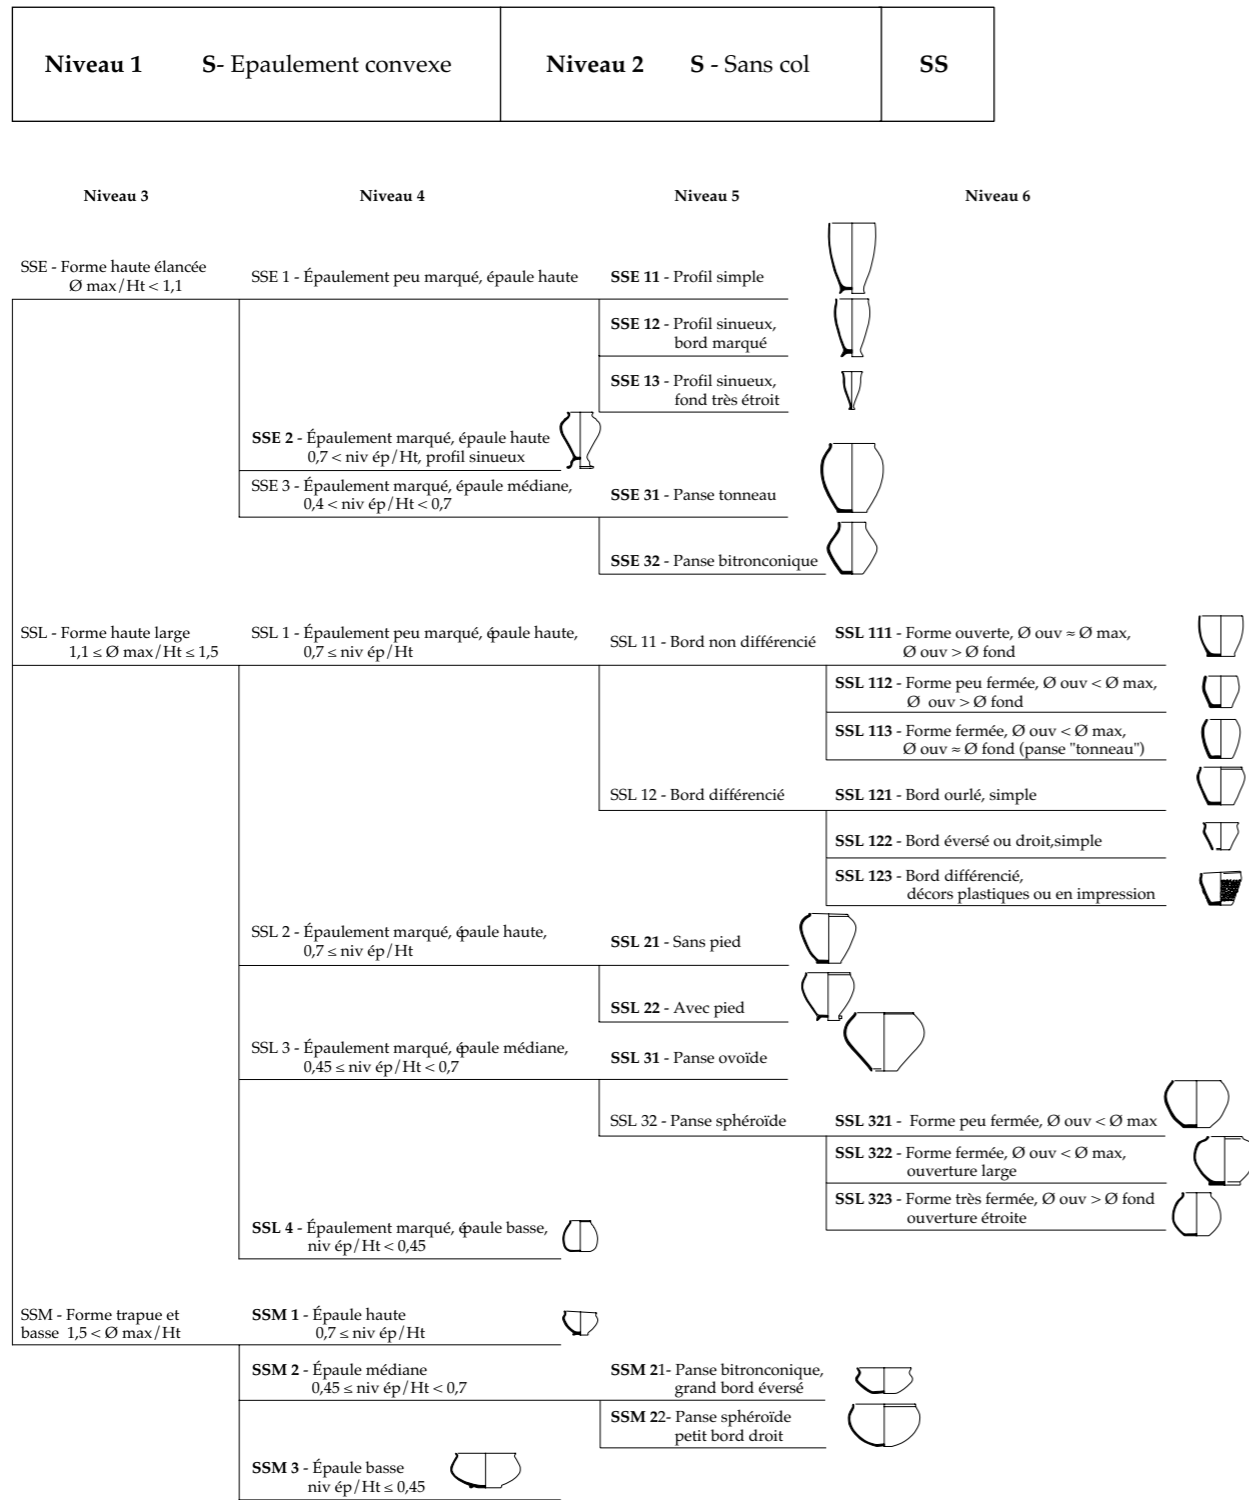 Niveau 1 S- Epaulement convexe Niveau 2 S - Sans col SS
Niveau 3 Niveau 4 Niveau 5 Niveau 6
SSE - Forme haute élancée
Ø max/Ht < 1,1
SSE 1 - Épaulement peu marqué, épaule haute
SSE 11 - Profil simple
SSE 12 - Profil sinueux,
bord marqué
SSE 13 - Profil sinueux,
fond très étroit
SSE 2 - Épaulement marqué, épaule haute
0,7 < niv ép/Ht, profil sinueux
SSE 3 - Épaulement marqué, épaule médiane,
0,4 < niv ép/Ht < 0,7
SSE 31 - Panse tonneau
SSE 32 - Panse bitronconique
SSL - Forme haute large
1,1 ≤ Ø max/Ht ≤ 1,5
SSL 1 - Épaulement peu marqué, épaule haute,
0,7 ≤ niv ép/Ht
SSL 11 - Bord non différencié
SSL 111 - Forme ouverte, Ø ouv ≈ Ø max,
Ø ouv > Ø fond
SSL 112 - Forme peu fermée, Ø ouv < Ø max,
Ø ouv > Ø fond
SSL 113 - Forme fermée, Ø ouv < Ø max,
Ø ouv ≈ Ø fond (panse "tonneau")
SSL 12 - Bord différencié
SSL 121 - Bord ourlé, simple
SSL 122 - Bord éversé ou droit,simple
SSL 123 - Bord différencié,
décors plastiques ou en impression
SSL 2 - Épaulement marqué, épaule haute,
0,7 ≤ niv ép/Ht
SSL 21 - Sans pied
SSL 22 - Avec pied
SSL 3 - Épaulement marqué, épaule médiane,
0,45 ≤ niv ép/Ht < 0,7
SSL 31 - Panse ovoïde
SSL 32 - Panse sphéroïde
SSL 321 - Forme peu fermée, Ø ouv < Ø max
SSL 322 - Forme fermée, Ø ouv < Ø max,
ouverture large
SSL 323 - Forme très fermée, Ø ouv > Ø fond
ouverture étroite
SSL 4 - Épaulement marqué, épaule basse,
niv ép/Ht < 0,45
SSM - Forme trapue et
basse 1,5 < Ø max/Ht
SSM 1 - Épaule haute
0,7 ≤ niv ép/Ht
SSM 2 - Épaule médiane
0,45 ≤ niv ép/Ht < 0,7
SSM 21- Panse bitronconique,
grand bord éversé
SSM 22- Panse sphéroïde
petit bord droit
SSM 3 - Épaule basse
niv ép/Ht ≤ 0,45